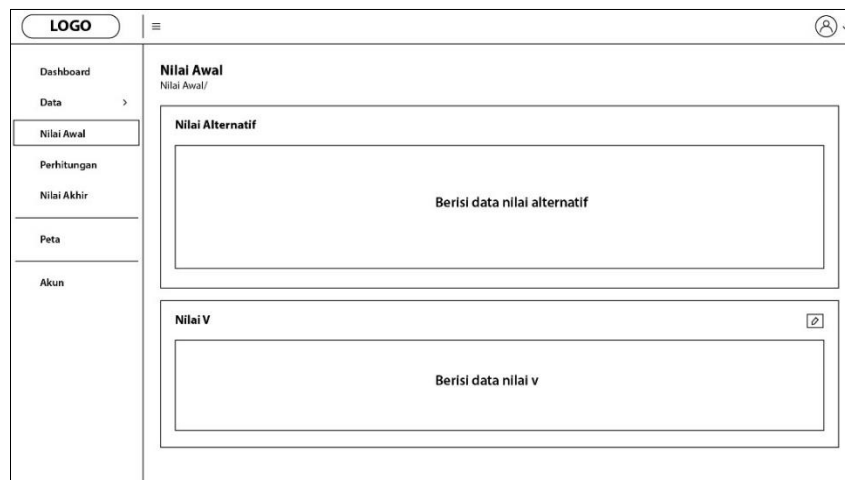 LOGO
Dashboard
Data
Nilai Awal
Perhitungan
Nilai Akhir
Peta
Akun
Nilai Awal
Nilai Awal/
Nilai Alternatif
Berisi data nilai alternatif
Nilai V
Berisi data nilai v